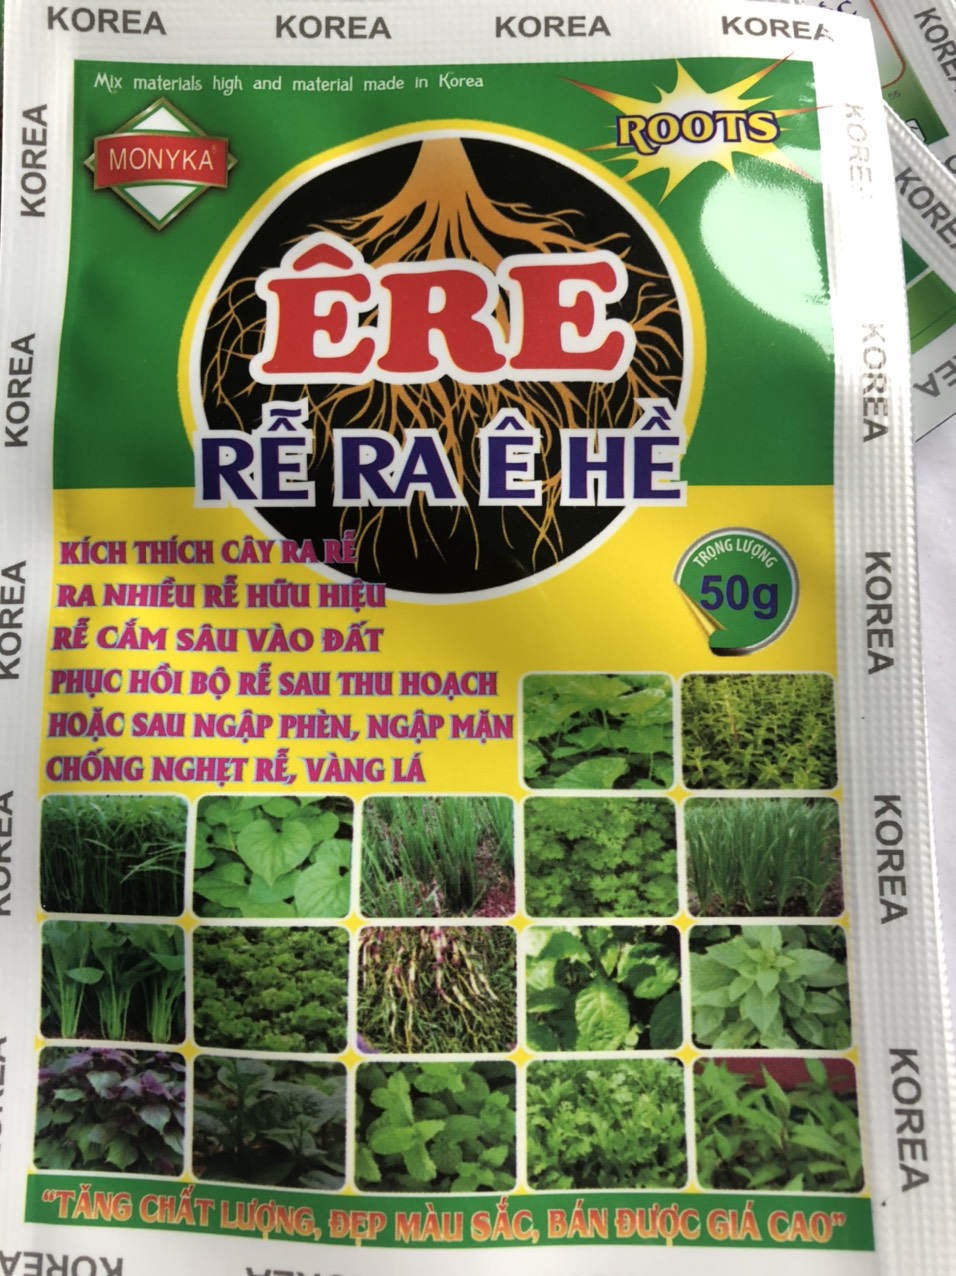 KOREA KOREA KOREA KOREA
Mix materials high and material made in Korea
MONYKA
ROOTS
ÊRE
RỄ RA Ê HỀ
KÍCH THÍCH CÂY RA RỄ
RA NHIỀU RỄ HỮU HIỆU
RỄ CẮM SÂU VÀO ĐẤT
PHỤC HỒI BỘ RỄ SAU THU HOẠCH
HOẶC SAU NGẬP PHÈN, NGẬP MẶN
CHỐNG NGHẸT RỄ, VÀNG LÁ
TRỌNG LƯỢNG
50g
"TĂNG CHẤT LƯỢNG, ĐẸP MÀU SẮC, BÁN ĐƯỢC GIÁ CAO"
KOREA
KOREA
KOREA
KOREA
KOREA
KOREA
KOREA
KOREA
KOREA
KOREA
KOREA